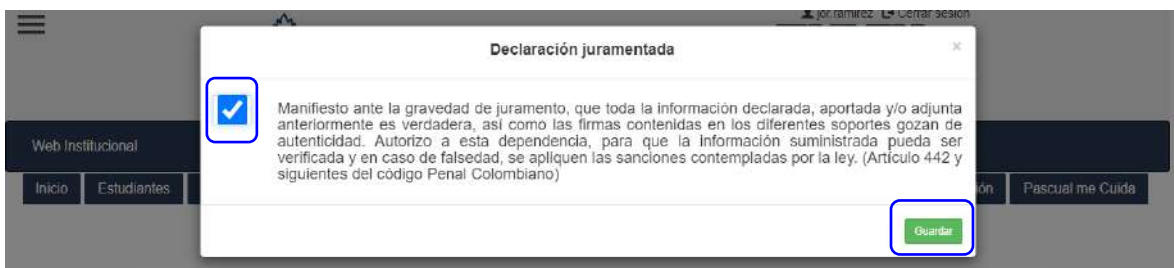 jor.ramirez Cerrar sesión
Declaración juramentada
×
Manifiesto ante la gravedad de juramento, que toda la información declarada, aportada y/o adjunta
anteriormente es verdadera, así como las firmas contenidas en los diferentes soportes gozan de
autenticidad. Autorizo a esta dependencia, para que la información suministrada pueda ser
verificada y en caso de falsedad, se apliquen las sanciones contempladas por la ley. (Artículo 442 y
siguientes del código Penal Colombiano)
Web Institucional
Inicio Estudiantes ón Pascual me Cuida
Guardar